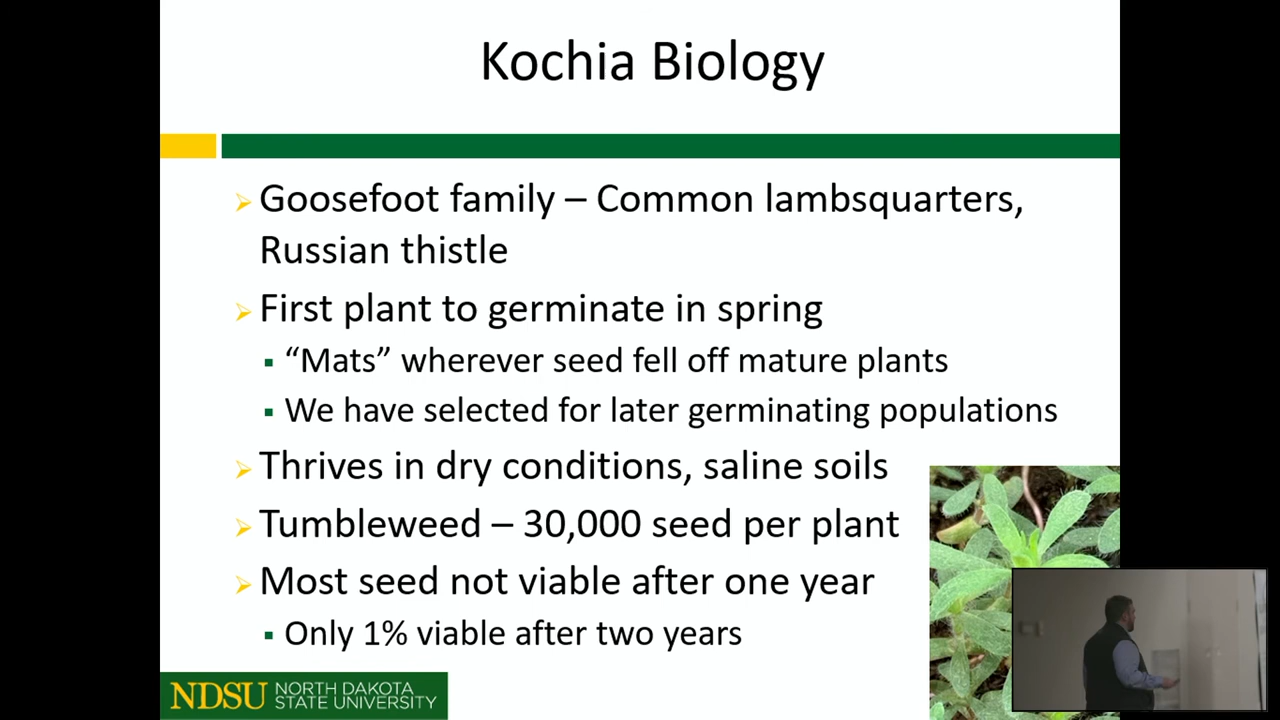 Kochia Biology
Goosefoot family – Common lambsquarters,
Russian thistle
First plant to germinate in spring
“Mats” wherever seed fell off mature plants
We have selected for later germinating populations
Thrives in dry conditions, saline soils
Tumbleweed – 30,000 seed per plant
Most seed not viable after one year
Only 1% viable after two years
NDSU NORTH DAKOTA
STATE UNIVERSITY